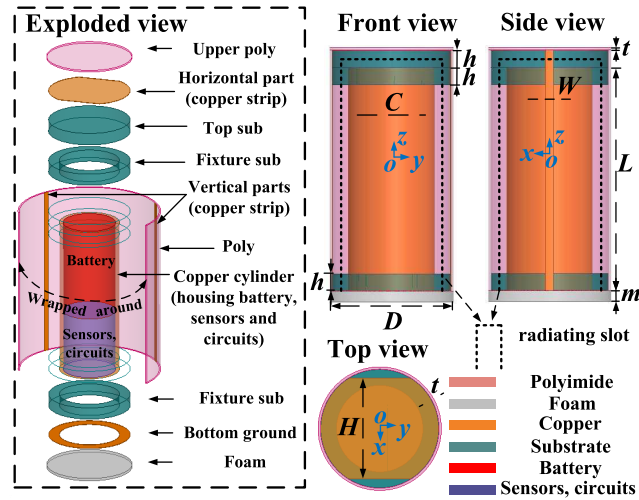 Exploded view
Upper poly
Horizontal part
(copper strip)
Top sub
Fixture sub
Vertical parts
(copper strip)
Poly
Battery
Copper cylinder
(housing battery,
sensors and
circuits)
Wrapped around
Sensors,
circuits
Fixture sub
Bottom ground
Foam
Front view
h
h
C
z
o y
h
D
Side view
t
W
z
x o
L
m
radiating slot
Top view
t
H
o y
x
Polyimide
Foam
Copper
Substrate
Battery
Sensors, circuits